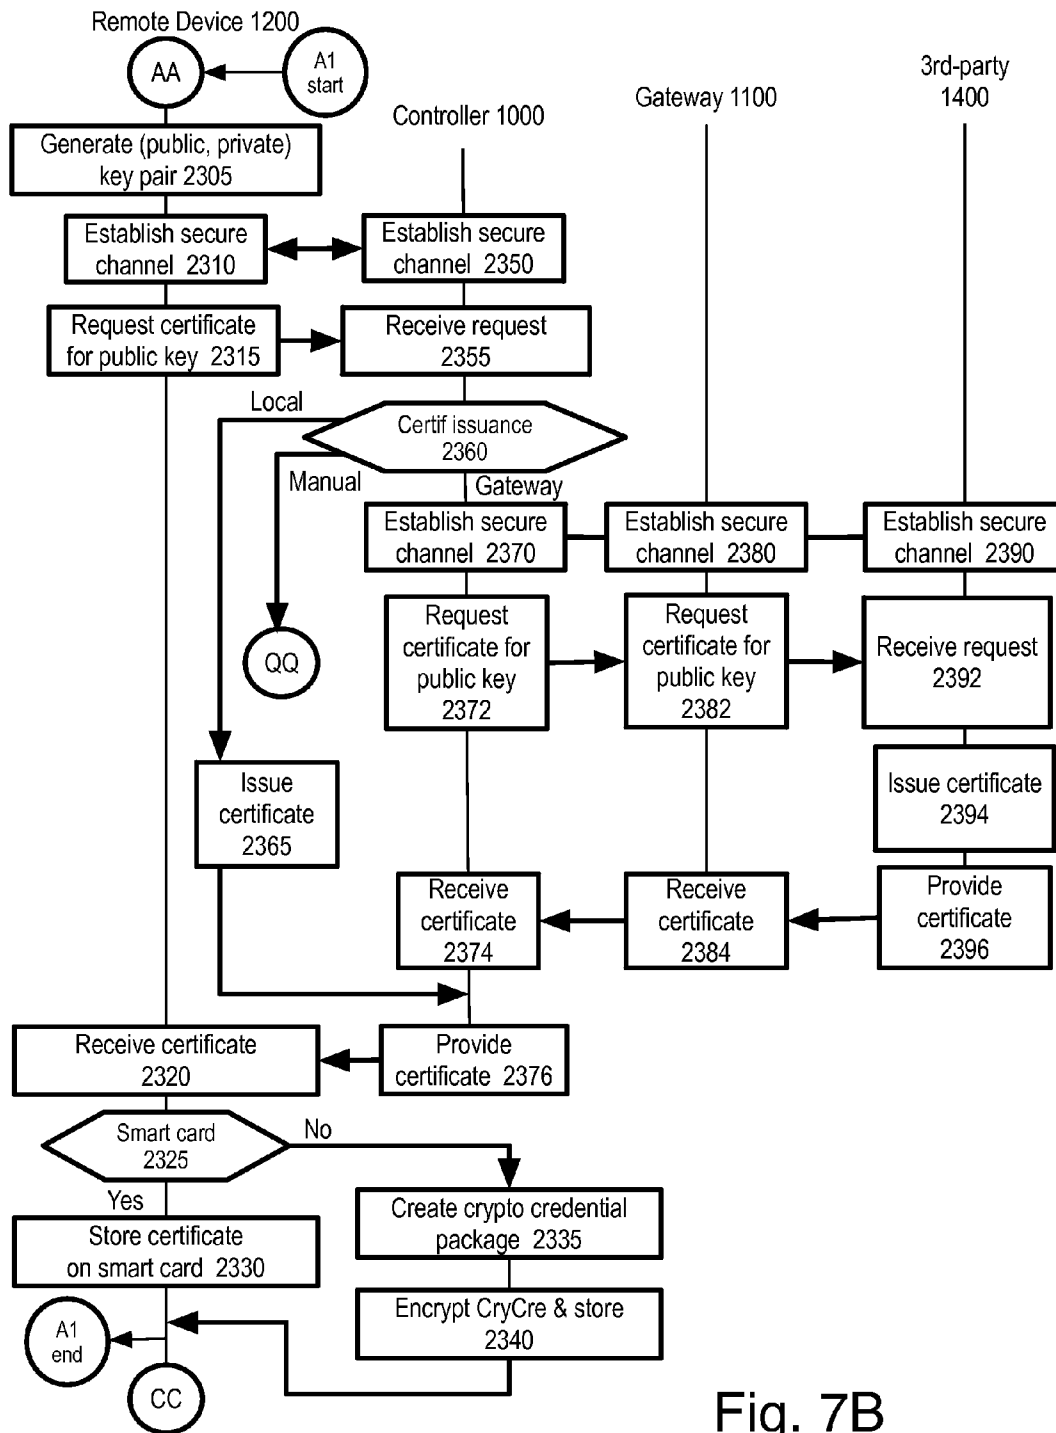 Remote Device 1200
AA
A1
start
3rd-party
1400
Gateway 1100
Controller 1000
Generate (public, private)
key pair 2305
Establish secure
channel 2310
Establish secure
channel 2350
Request certificate
for public key 2315
Receive request
2355
Local
Certif issuance
2360
Manual
Gateway
Establish secure
channel 2370
Establish secure
channel 2380
Establish secure
channel 2390
Request
certificate for
public key
2372
Request
certificate for
public key
2382
Receive request
2392
QQ
Issue
certificate
2365
Issue certificate
2394
Receive
certificate
2374
Receive
certificate
2384
Provide
certificate
2396
Receive certificate
2320
Provide
certificate 2376
Smart card
2325
No
Yes
Create crypto credential
package 2335
Store certificate
on smart card 2330
Encrypt CryCre & store
2340
A1
end
CC
Fig. 7B